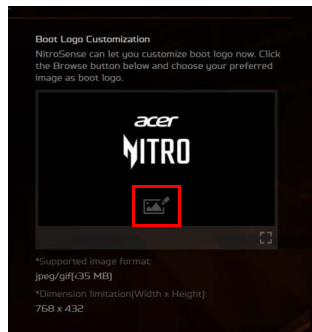 Boot Logo Customization
NitroSense can let you customize boot logo now. Click
the Browse button below and choose your preferred
image as boot logo.
acer
NITRO
*Supported image format:
jpeg/gif(<35 MB)
*Dimension limitation(Width x Height):
768 x 432